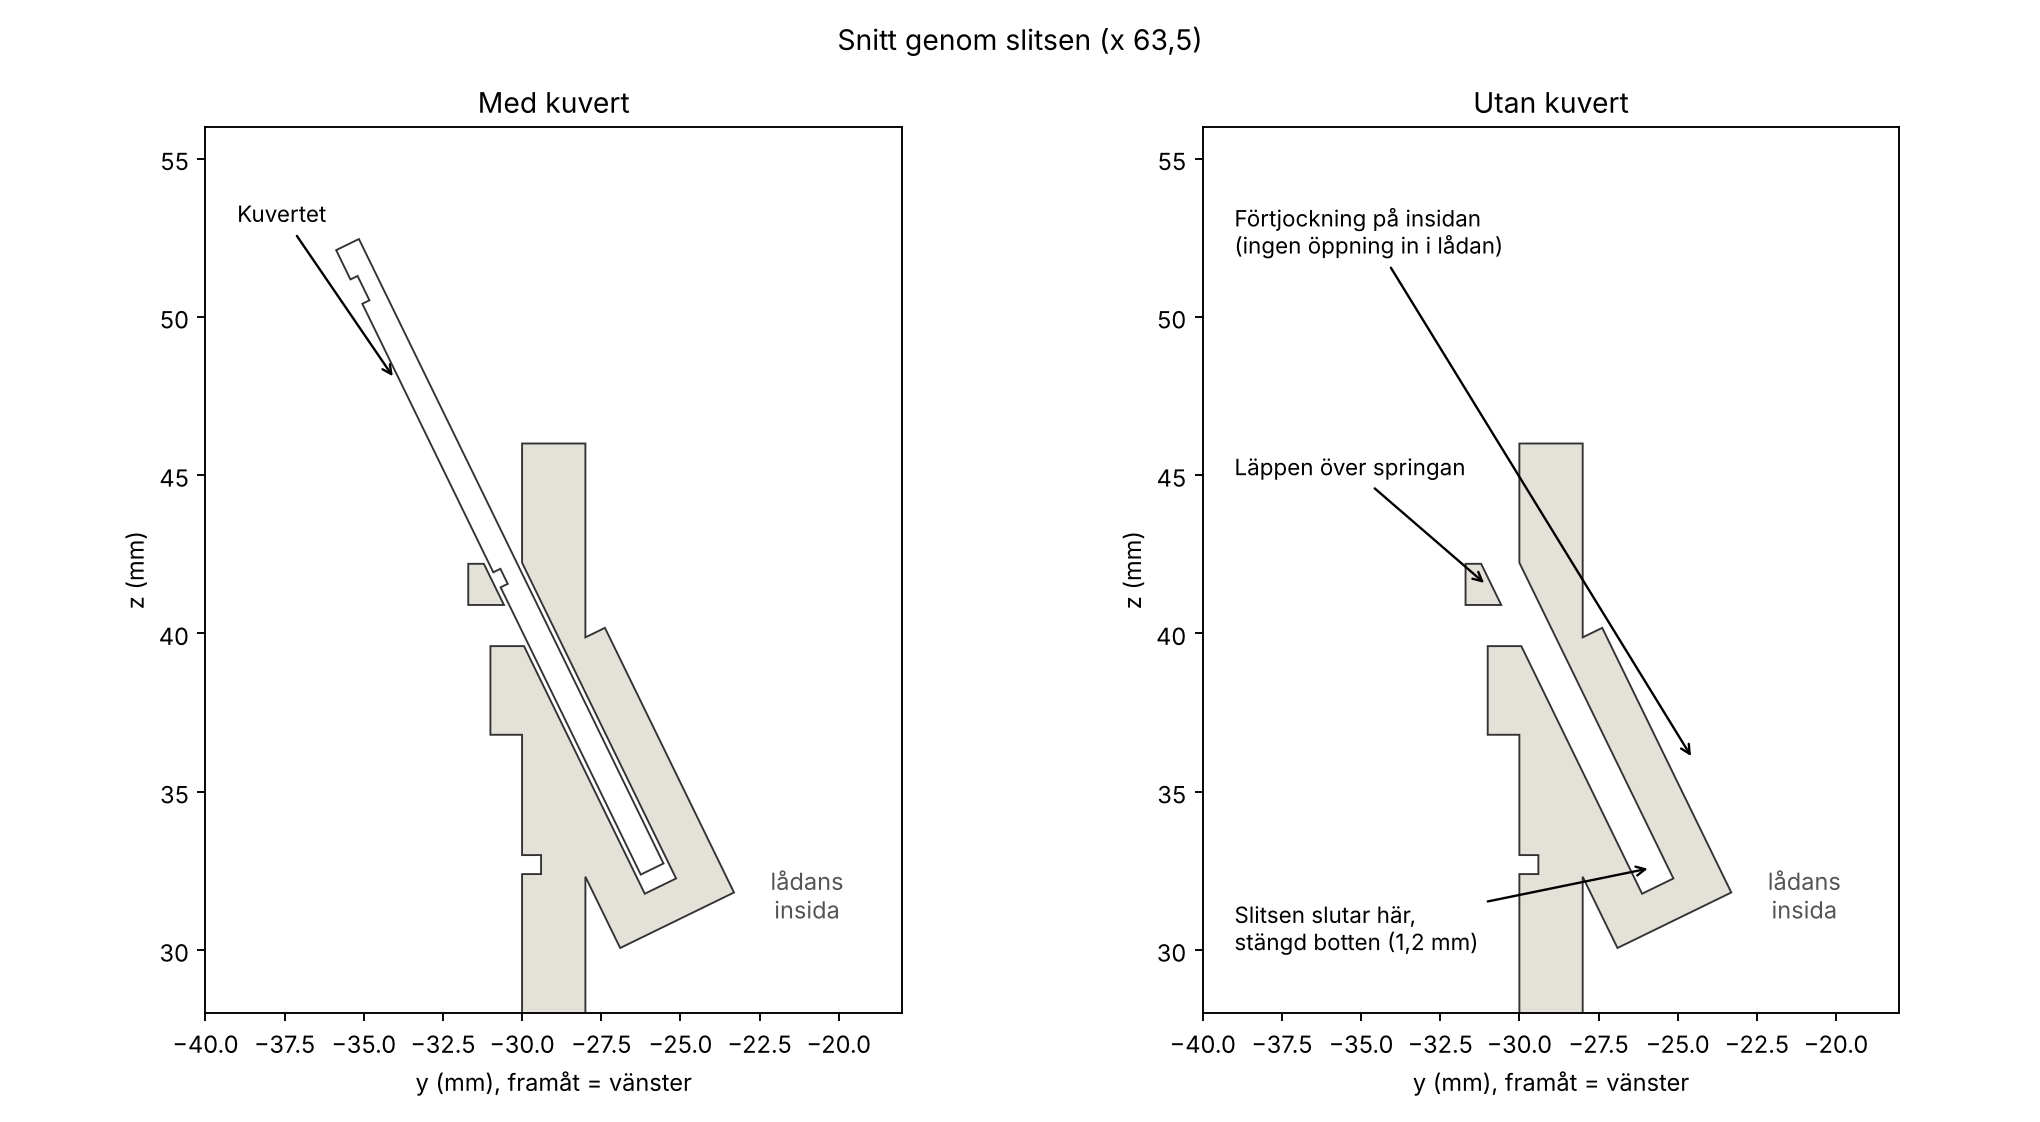 Snitt genom slitsen (x 63,5)
Med kuvert
55
50
45
40
35
30
z (mm)
Kuvertet
lådans
insida
−40.0 −37.5 −35.0 −32.5 −30.0 −27.5 −25.0 −22.5 −20.0
y (mm), framåt = vänster
Utan kuvert
55
50
45
40
35
30
z (mm)
Förtjockning på insidan
(ingen öppning in i lådan)
Läppen över springan
Slitsen slutar här,
stängd botten (1,2 mm)
lådans
insida
−40.0 −37.5 −35.0 −32.5 −30.0 −27.5 −25.0 −22.5 −20.0
y (mm), framåt = vänster